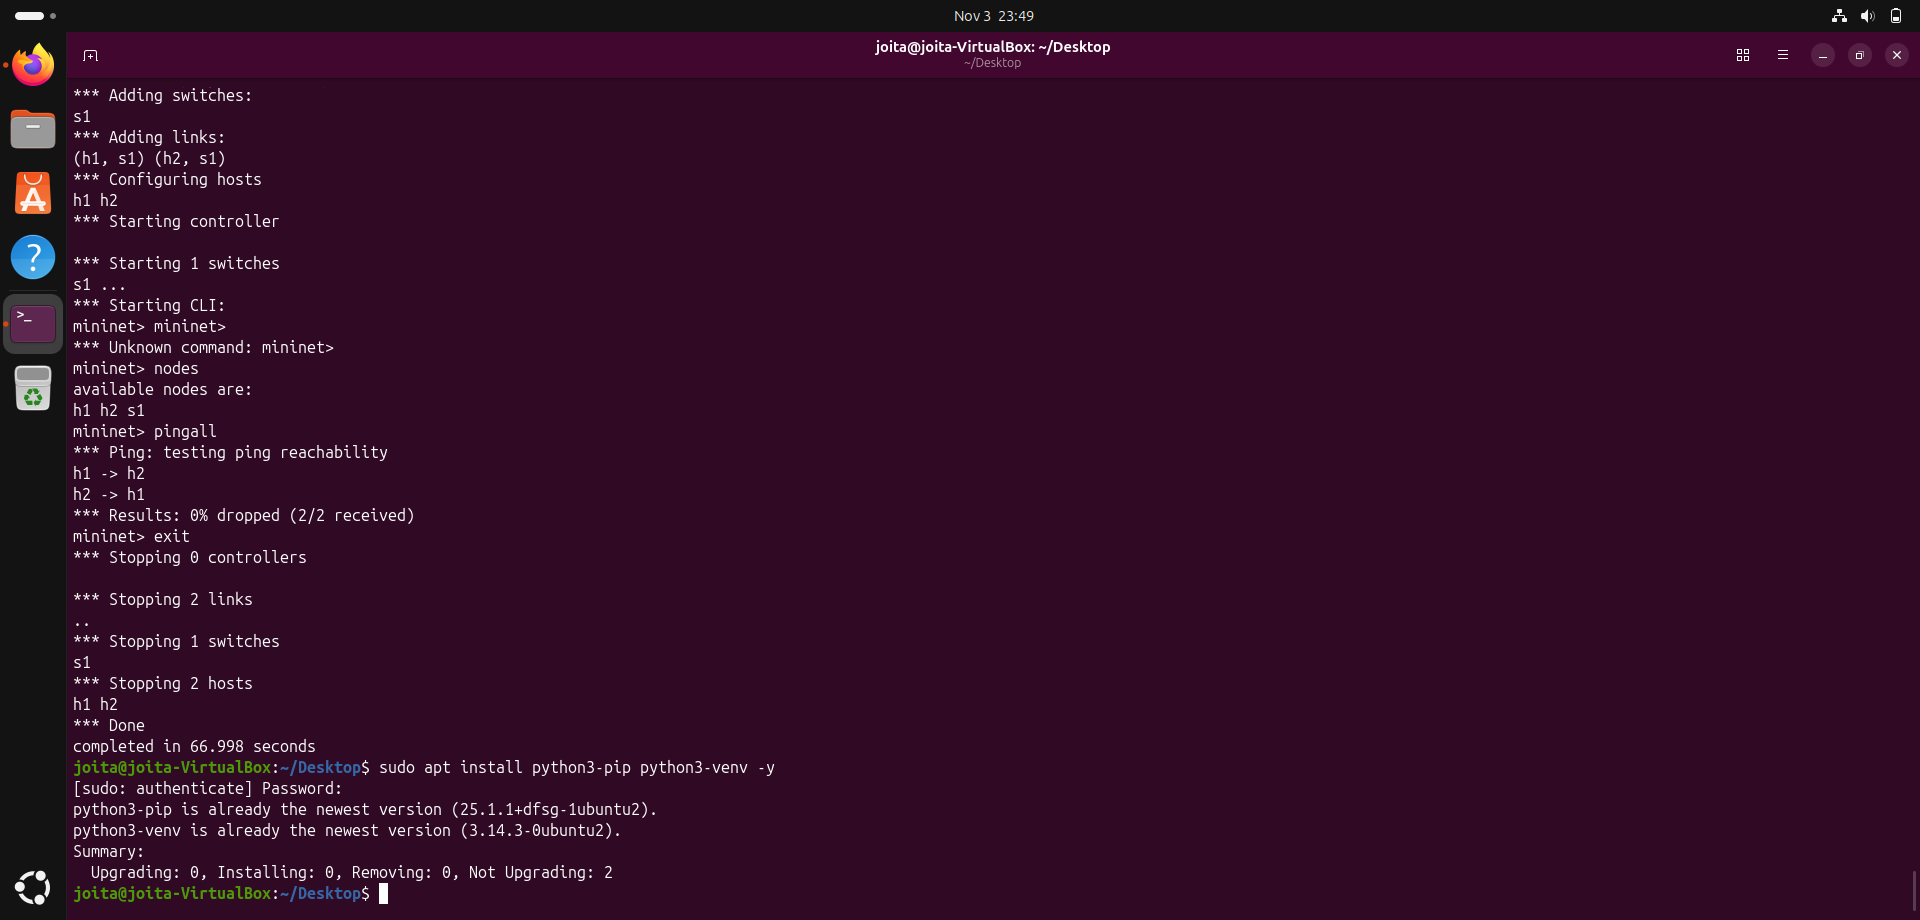 Nov 3 23:49
joita@joita-VirtualBox: ~/Desktop
~/Desktop
*** Adding switches:
s1
*** Adding links:
(h1, s1) (h2, s1)
*** Configuring hosts
h1 h2
*** Starting controller
*** Starting 1 switches
s1 ...
*** Starting CLI:
mininet> mininet>
*** Unknown command: mininet>
mininet> nodes
available nodes are:
h1 h2 s1
mininet> pingall
*** Ping: testing ping reachability
h1 -> h2
h2 -> h1
*** Results: 0% dropped (2/2 received)
mininet> exit
*** Stopping 0 controllers
*** Stopping 2 links
..
*** Stopping 1 switches
s1
*** Stopping 2 hosts
h1 h2
*** Done
completed in 66.998 seconds
joita@joita-VirtualBox:~/Desktop$ sudo apt install python3-pip python3-venv -y
[sudo: authenticate] Password:
python3-pip is already the newest version (25.1.1+dfsg-1ubuntu2).
python3-venv is already the newest version (3.14.3-0ubuntu2).
Summary:
  Upgrading: 0, Installing: 0, Removing: 0, Not Upgrading: 2
joita@joita-VirtualBox:~/Desktop$